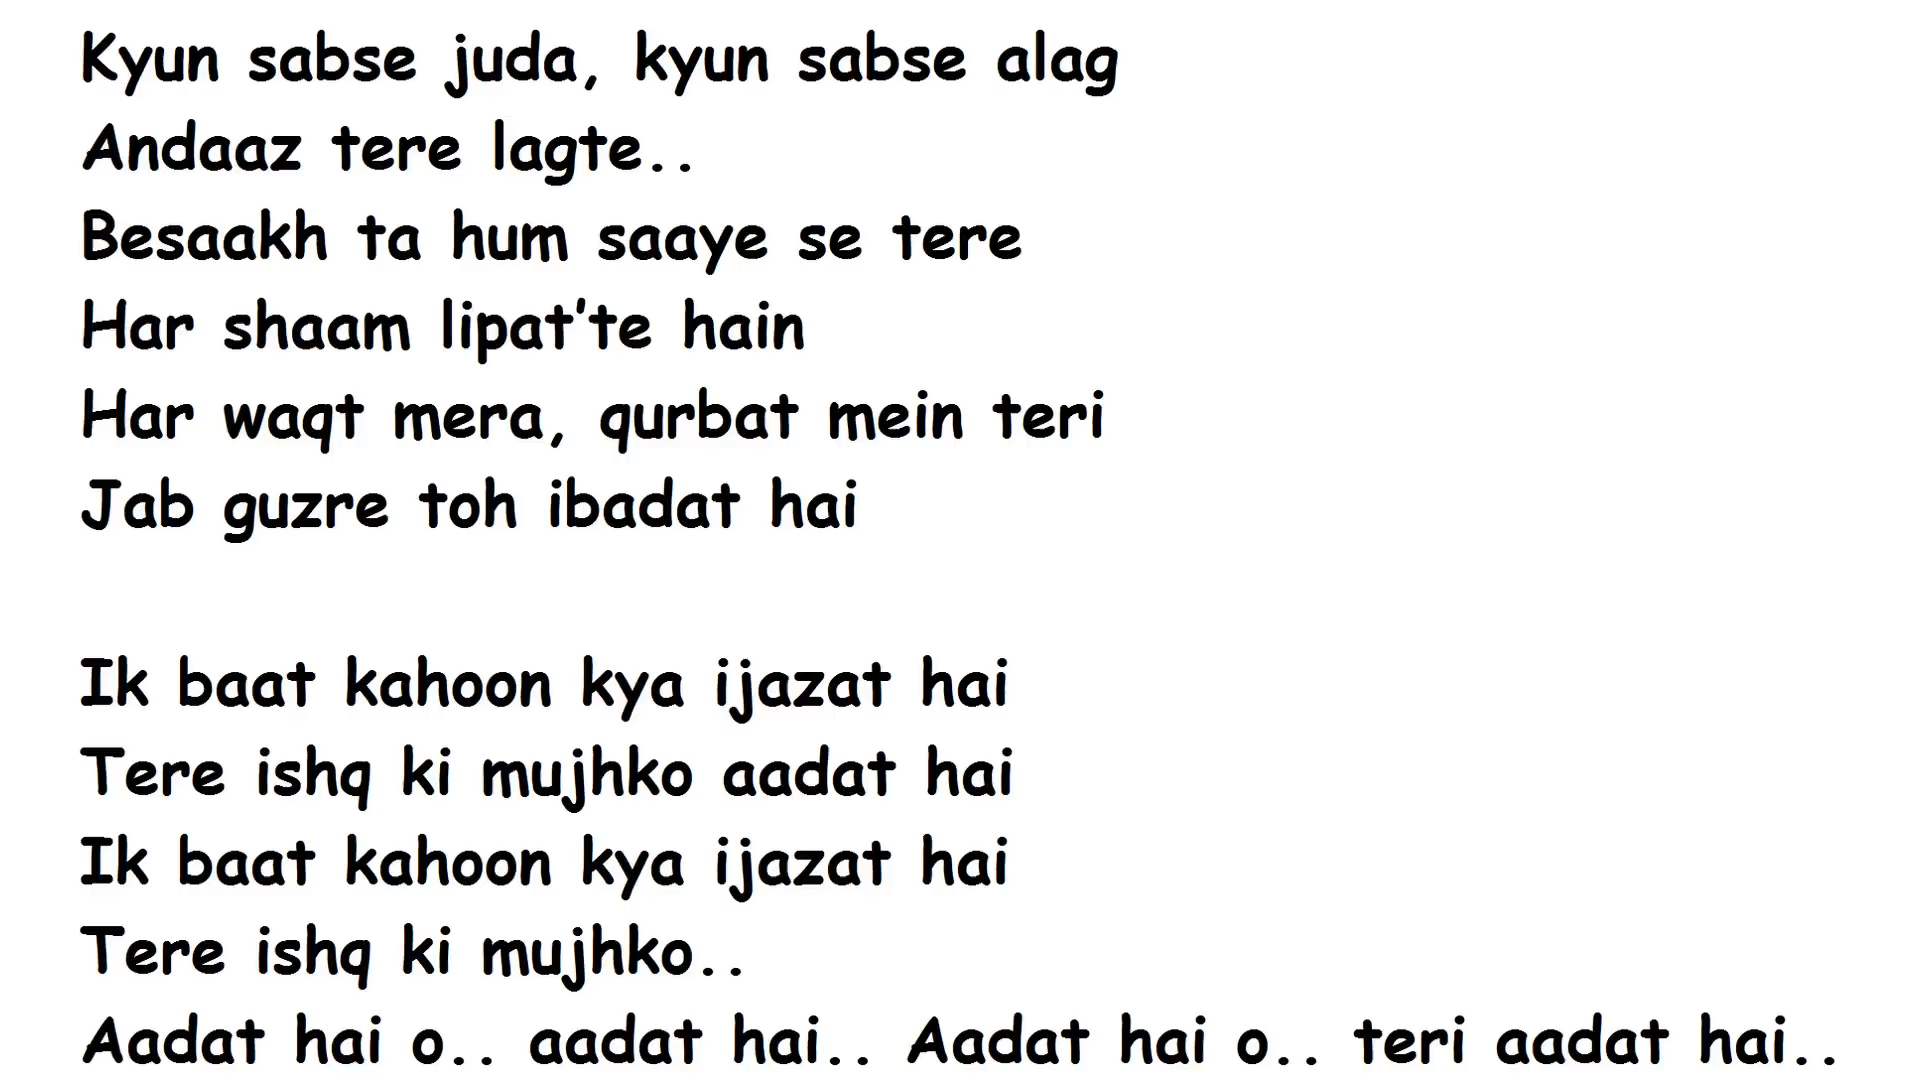 Kyun sabse juda, kyun sabse alag
Andaaz tere lagte..
Besaakh ta hum saaye se tere
Har shaam lipat'te hain
Har waqt mera, qurbat mein teri
Jab guzre toh ibadat hai
Ik baat kahoon kya ijazat hai
Tere ishq ki mujhko aadat hai
Ik baat kahoon kya ijazat hai
Tere ishq ki mujhko..
Aadat hai o.. aadat hai.. Aadat hai o.. teri aadat hai..